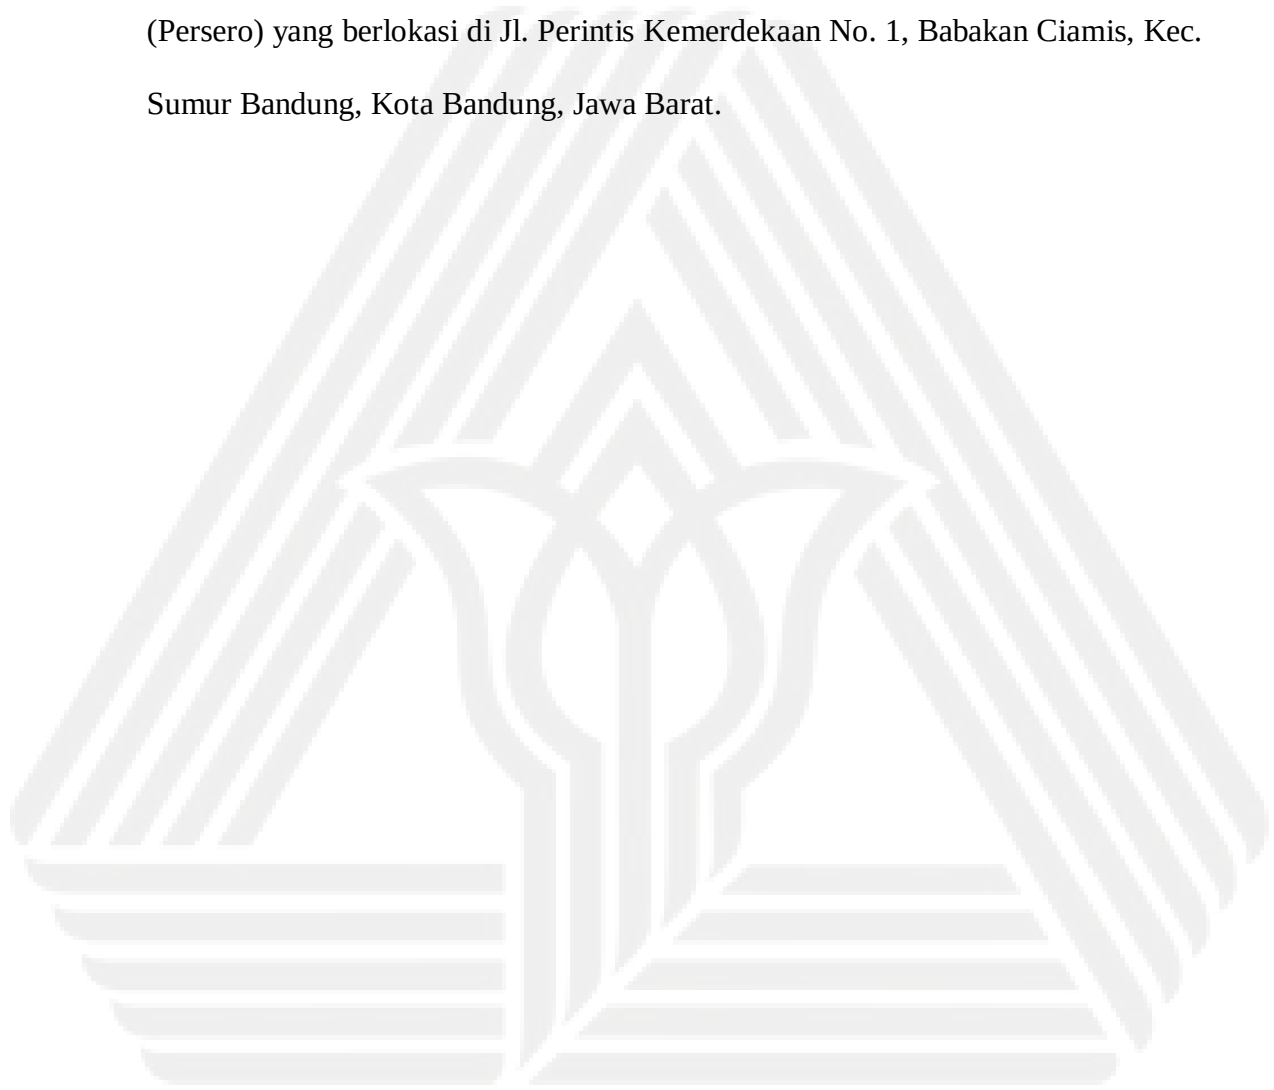 (Persero) yang berlokasi di Jl. Perintis Kemerdekaan No. 1, Babakan Ciamis, Kec.
Sumur Bandung, Kota Bandung, Jawa Barat.